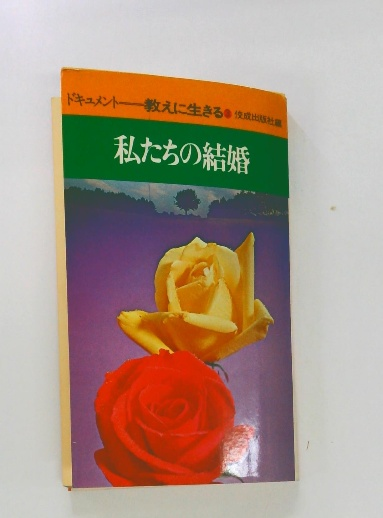 ドキュメント——教えに生きる 佼成出版社編
私たちの結婚